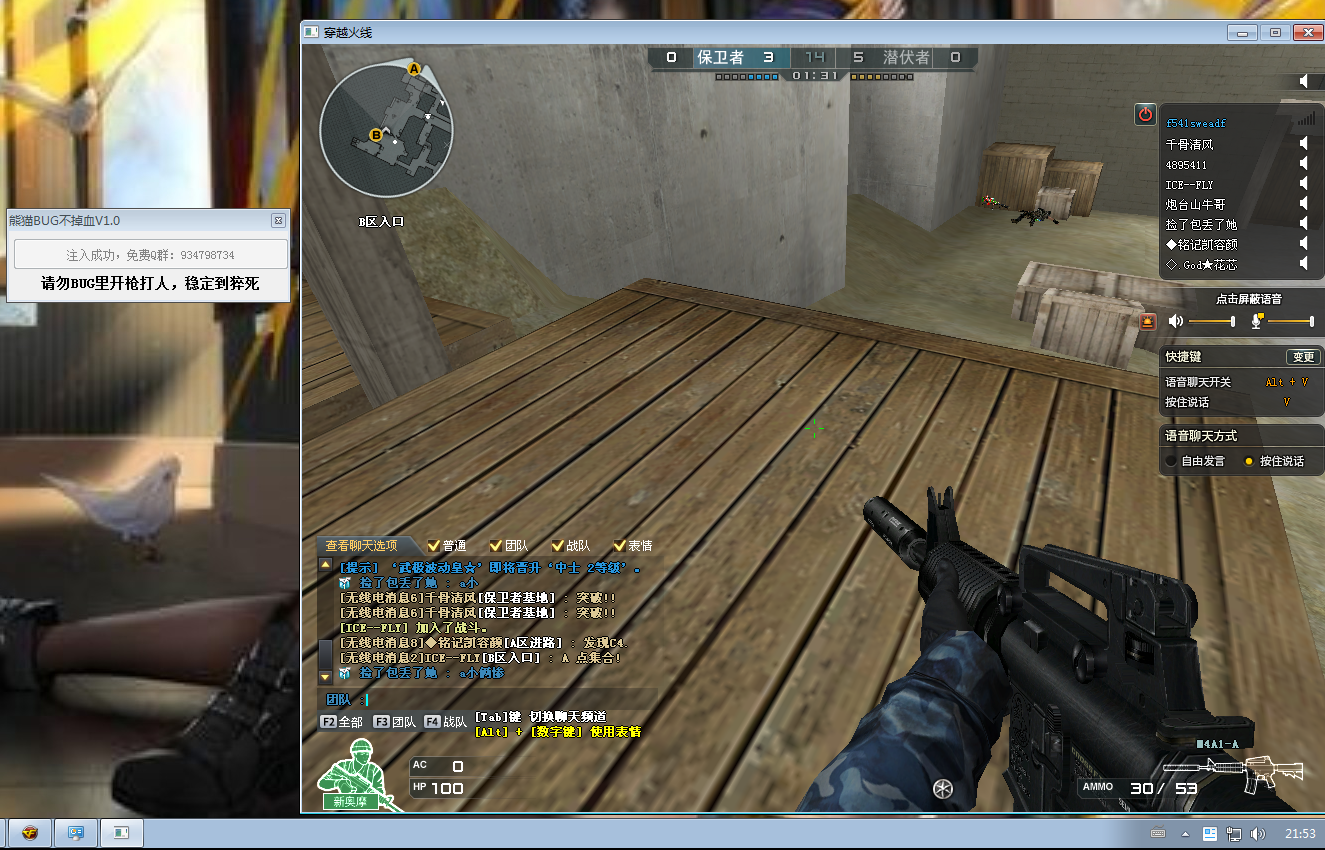 穿越火线
0 保卫者 3 14 5 潜伏者 0
01:31
A
B
B区入口
熊猫BUG不掉血V1.0
注入成功，免费Q群：934798734
请勿BUG里开枪打人，稳定到猝死
f541sweadf
千骨清风
4895411
ICE--FLY
炮台山牛哥
捡了包丢了她
◆铭记凯容颜
◇.God★花芯
点击屏蔽语音
快捷键 变更
语音聊天开关 Alt + V
按住说话 V
语音聊天方式
自由发言 按住说话
查看聊天选项 普通 团队 战队 表情
[提示] ‘武极波动皇☆’即将晋升‘中士 2等级’。
捡了包丢了她 : a小
[无线电消息6]千骨清风[保卫者基地] : 突破!!
[无线电消息6]千骨清风[保卫者基地] : 突破!!
[ICE--FLY] 加入了战斗。
[无线电消息8]◆铭记凯容颜[A区进路] : 发现C4.
[无线电消息2]ICE--FLY[B区入口] : A 点集合!
捡了包丢了她 : a小俩惨
团队 :
F2 全部 F3 团队 F4 战队 [Tab]键 切换聊天频道
[Alt] + [数字键] 使用表情
AC 0
HP 100
新奥摩
M4A1-A
AMMO 30 / 53
21:53